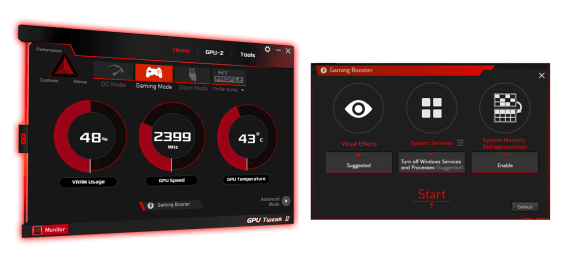 Performance
Home
GPU-Z
Tools
Coolness
Silence
OC Mode
Gaming Mode
Silent Mode
MY
PROFILE
Profile Name
48%
VRAM Usage
2399
MHz
GPU Speed
43°C
GPU Temperature
Gaming Booster
Advanced
Mode
GPU Tweak II
Monitor
Gaming Booster
Visual Effects
System Services
System Memory
Defragmentation
Suggested
Turn off Windows Services
and Processes (Suggested)
Enable
Start
Default